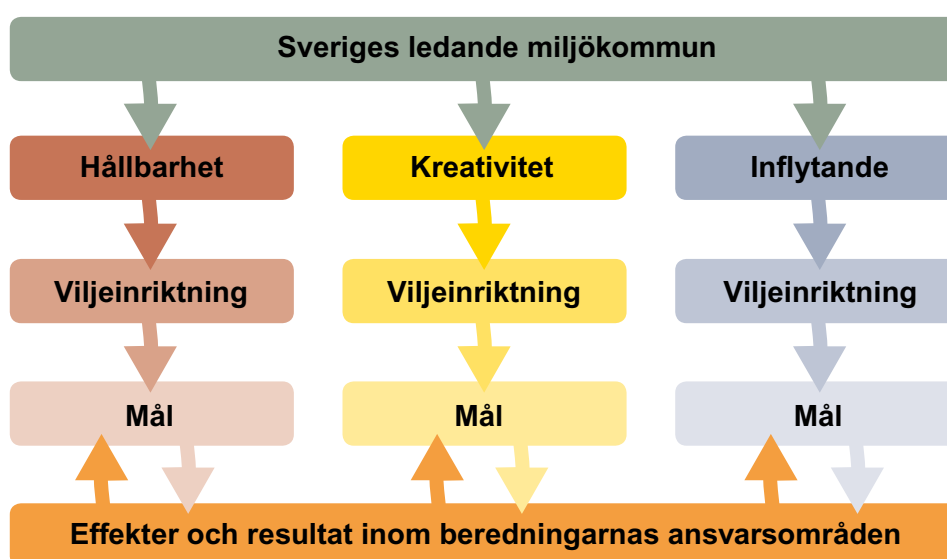 Sveriges ledande miljökommun
Hållbarhet
Kreativitet
Inflytande
Viljeinriktning
Viljeinriktning
Viljeinriktning
Mål
Mål
Mål
Effekter och resultat inom beredningarnas ansvarsområden